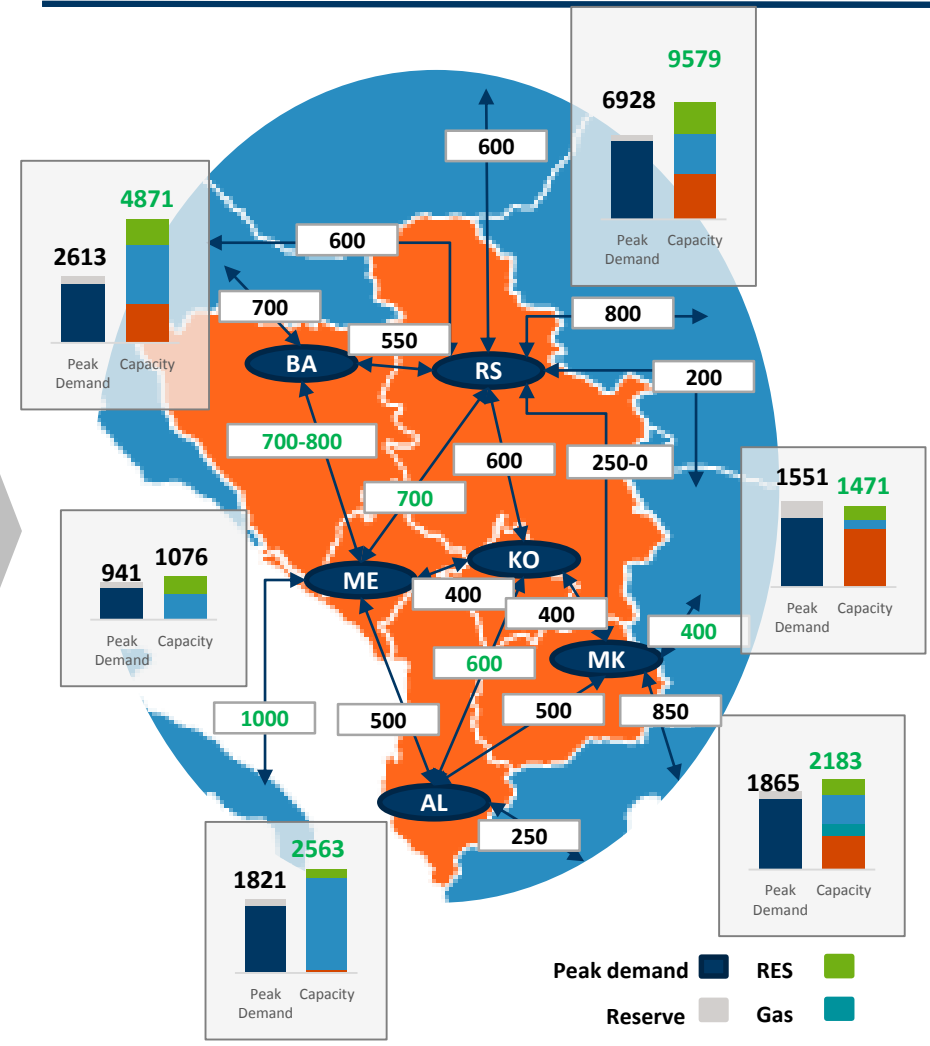 9579
6928
Peak
Demand
Capacity
600
4871
2613
Peak
Demand
Capacity
600
700
550
800
BA
RS
200
700-800
600
250-0
700
1551
1471
Peak
Demand
Capacity
941
1076
Peak
Demand
Capacity
KO
ME
400
400
400
600
MK
1000
500
500
850
1865
2183
Peak
Demand
Capacity
AL
250
1821
2563
Peak
Demand
Capacity
Peak demand
RES
Reserve
Gas